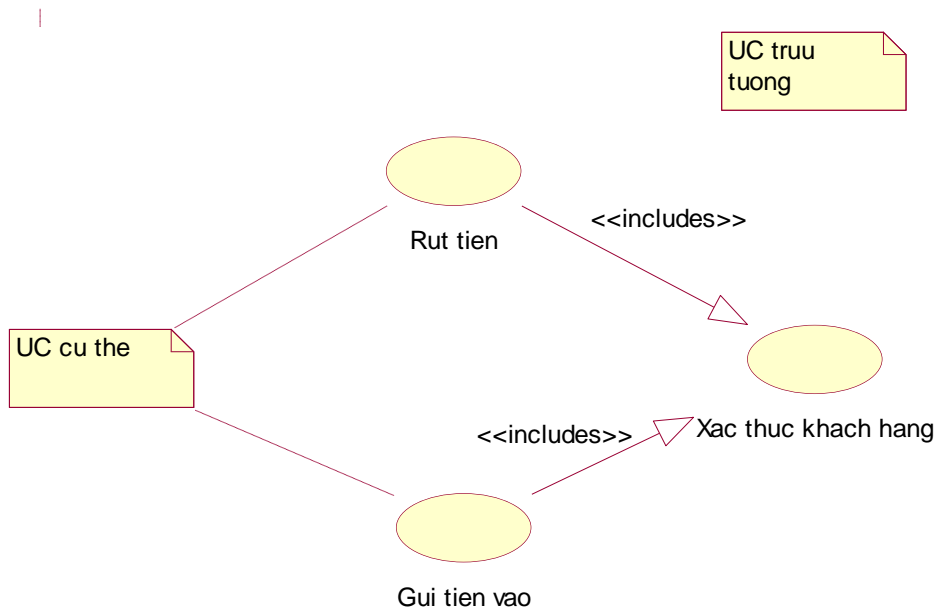 UC truu
tuong
Rut tien
<<includes>>
UC cu the
Xac thuc khach hang
<<includes>>
Gui tien vao